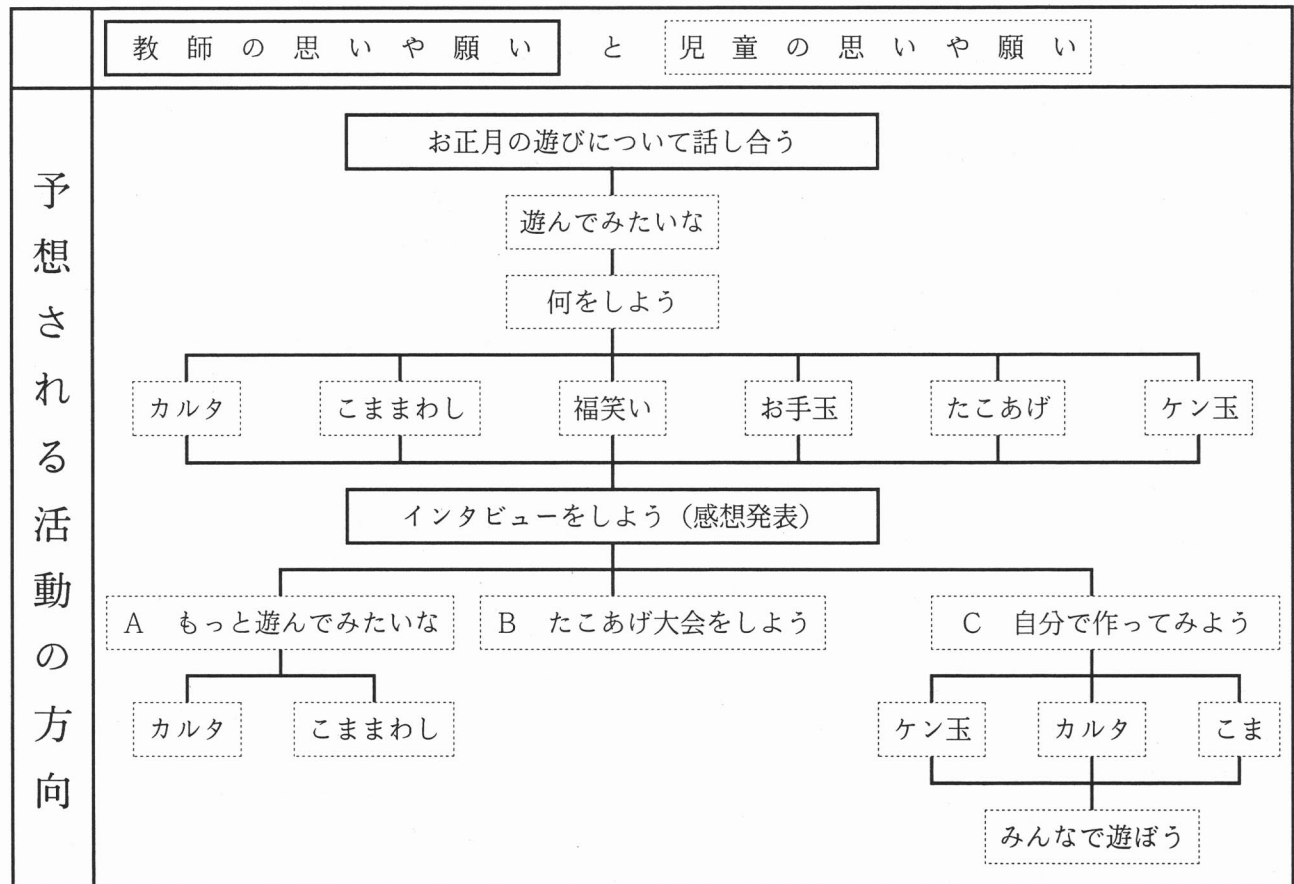 教師の思いや願い と 児童の思いや願い
予想される活動の方向
お正月の遊びについて話し合う
遊んでみたいな
何をしよう
カルタ こままわし 福笑い お手玉 たこあげ ケン玉
インタビューをしよう（感想発表）
A もっと遊んでみたいな B たこあげ大会をしよう C 自分で作ってみよう
カルタ こままわし ケン玉 カルタ こま
みんなで遊ぼう